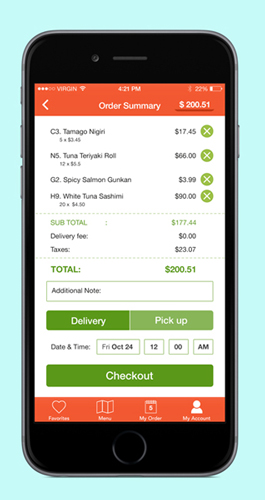 VIRGIN 4:21 PM 22%
Order Summary $ 200.51
C3. Tamago Nigiri $17.45
5 x $3.45
N5. Tuna Teriyaki Roll $66.00
12 x $5.5
G2. Spicy Salmon Gunkan $3.99
H9. White Tuna Sashimi $90.00
20 x $4.50
SUB TOTAL : $177.44
Delivery fee: $0.00
Taxes: $23.07
TOTAL: $200.51
Additional Note:
Delivery Pick up
Date & Time: Fri Oct 24 12 00 AM
Checkout
5
Favorites Menu My Order My Account